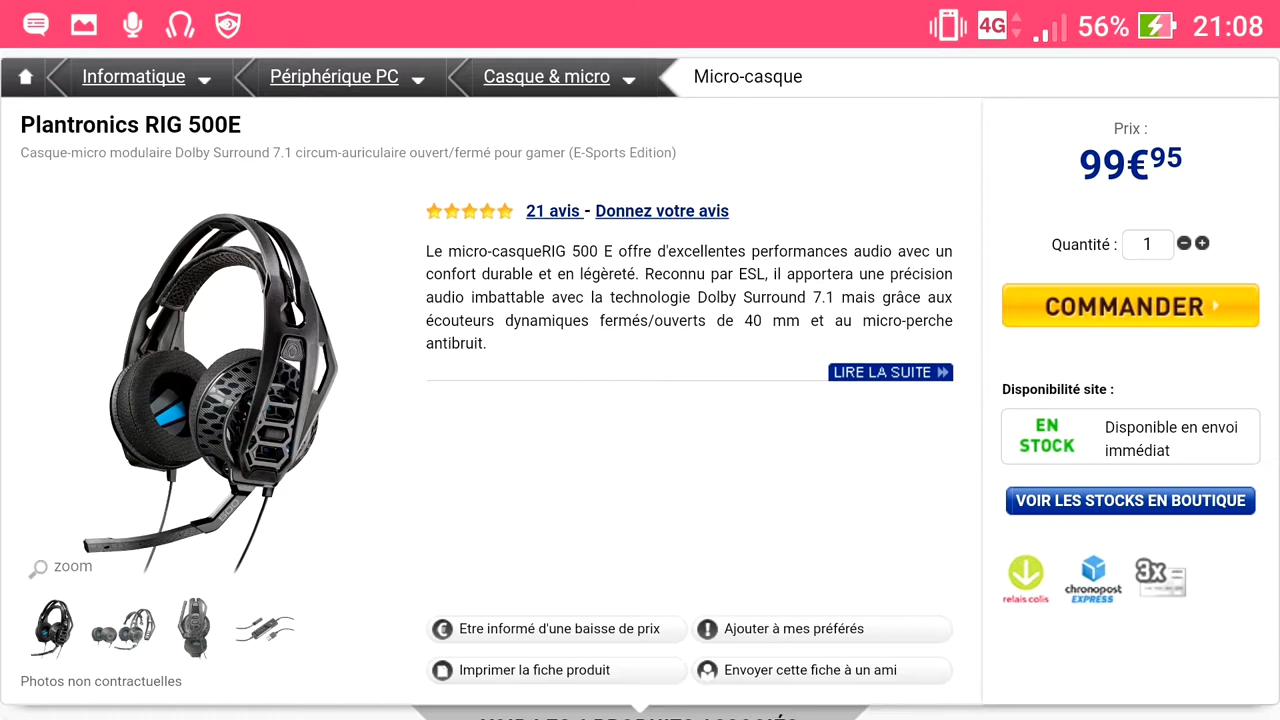 4G 56% 21:08
Informatique Périphérique PC Casque & micro Micro-casque
Plantronics RIG 500E
Casque-micro modulaire Dolby Surround 7.1 circum-auriculaire ouvert/fermé pour gamer (E-Sports Edition)
Prix :
99€95
21 avis - Donnez votre avis
Quantité : 1
Le micro-casqueRIG 500 E offre d'excellentes performances audio avec un
confort durable et en légèreté. Reconnu par ESL, il apportera une précision
audio imbattable avec la technologie Dolby Surround 7.1 mais grâce aux
écouteurs dynamiques fermés/ouverts de 40 mm et au micro-perche
antibruit.
COMMANDER
LIRE LA SUITE
Disponibilité site :
EN
STOCK
Disponible en envoi
immédiat
VOIR LES STOCKS EN BOUTIQUE
zoom
relais colis
chronopost
EXPRESS
3x
Etre informé d'une baisse de prix
Ajouter à mes préférés
Imprimer la fiche produit
Envoyer cette fiche à un ami
Photos non contractuelles